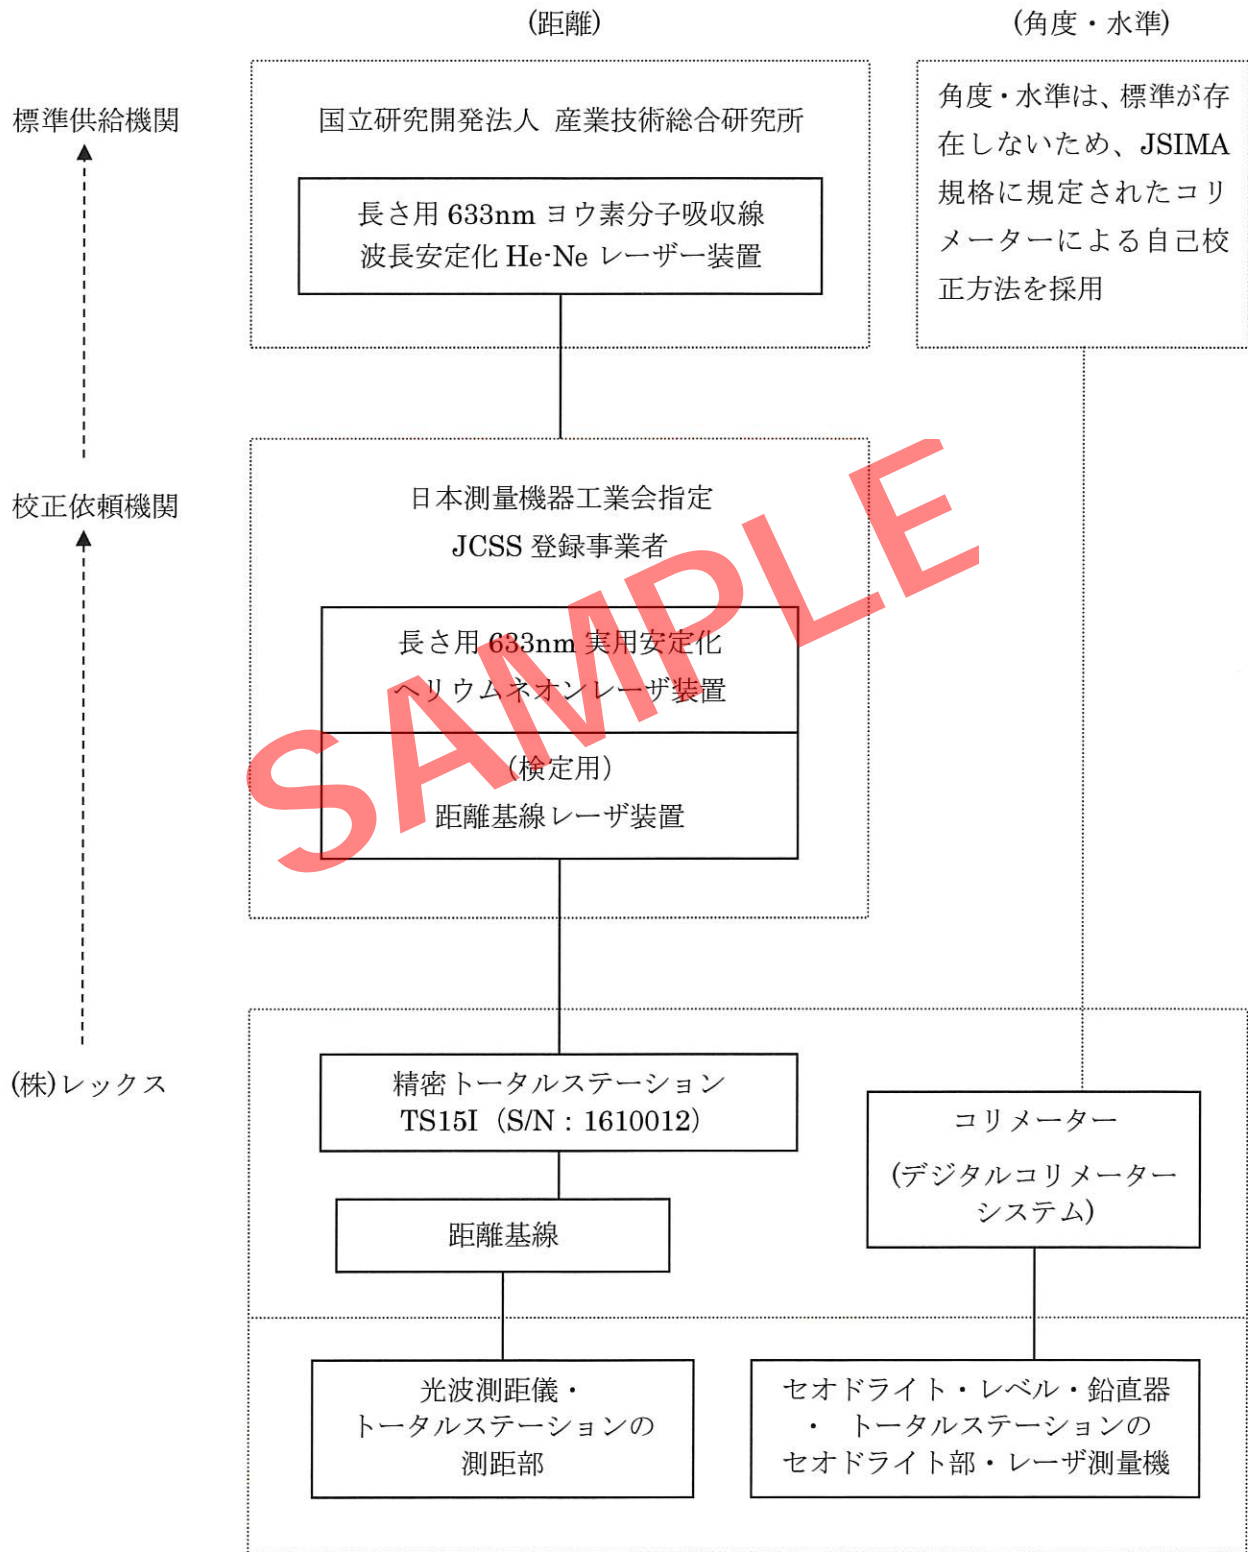 (距離)
(角度・水準)
標準供給機関
国立研究開発法人 産業技術総合研究所
長さ用 633nm ヨウ素分子吸収線
波長安定化 He-Ne レーザー装置
角度・水準は、標準が存
在しないため、JSIMA
規格に規定されたコリ
メーターによる自己校
正方法を採用
校正依頼機関
日本測量機器工業会指定
JCSS 登録事業者
長さ用 633nm 実用安定化
ヘリウムネオンレーザ装置
(検定用)
距離基線レーザ装置
SAMPLE
(株)レックス
精密トータルステーション
TS15I（S/N：1610012）
距離基線
コリメーター
(デジタルコリメーター
システム)
光波測距儀・
トータルステーションの
測距部
セオドライト・レベル・鉛直器
・ トータルステーションの
セオドライト部・レーザ測量機